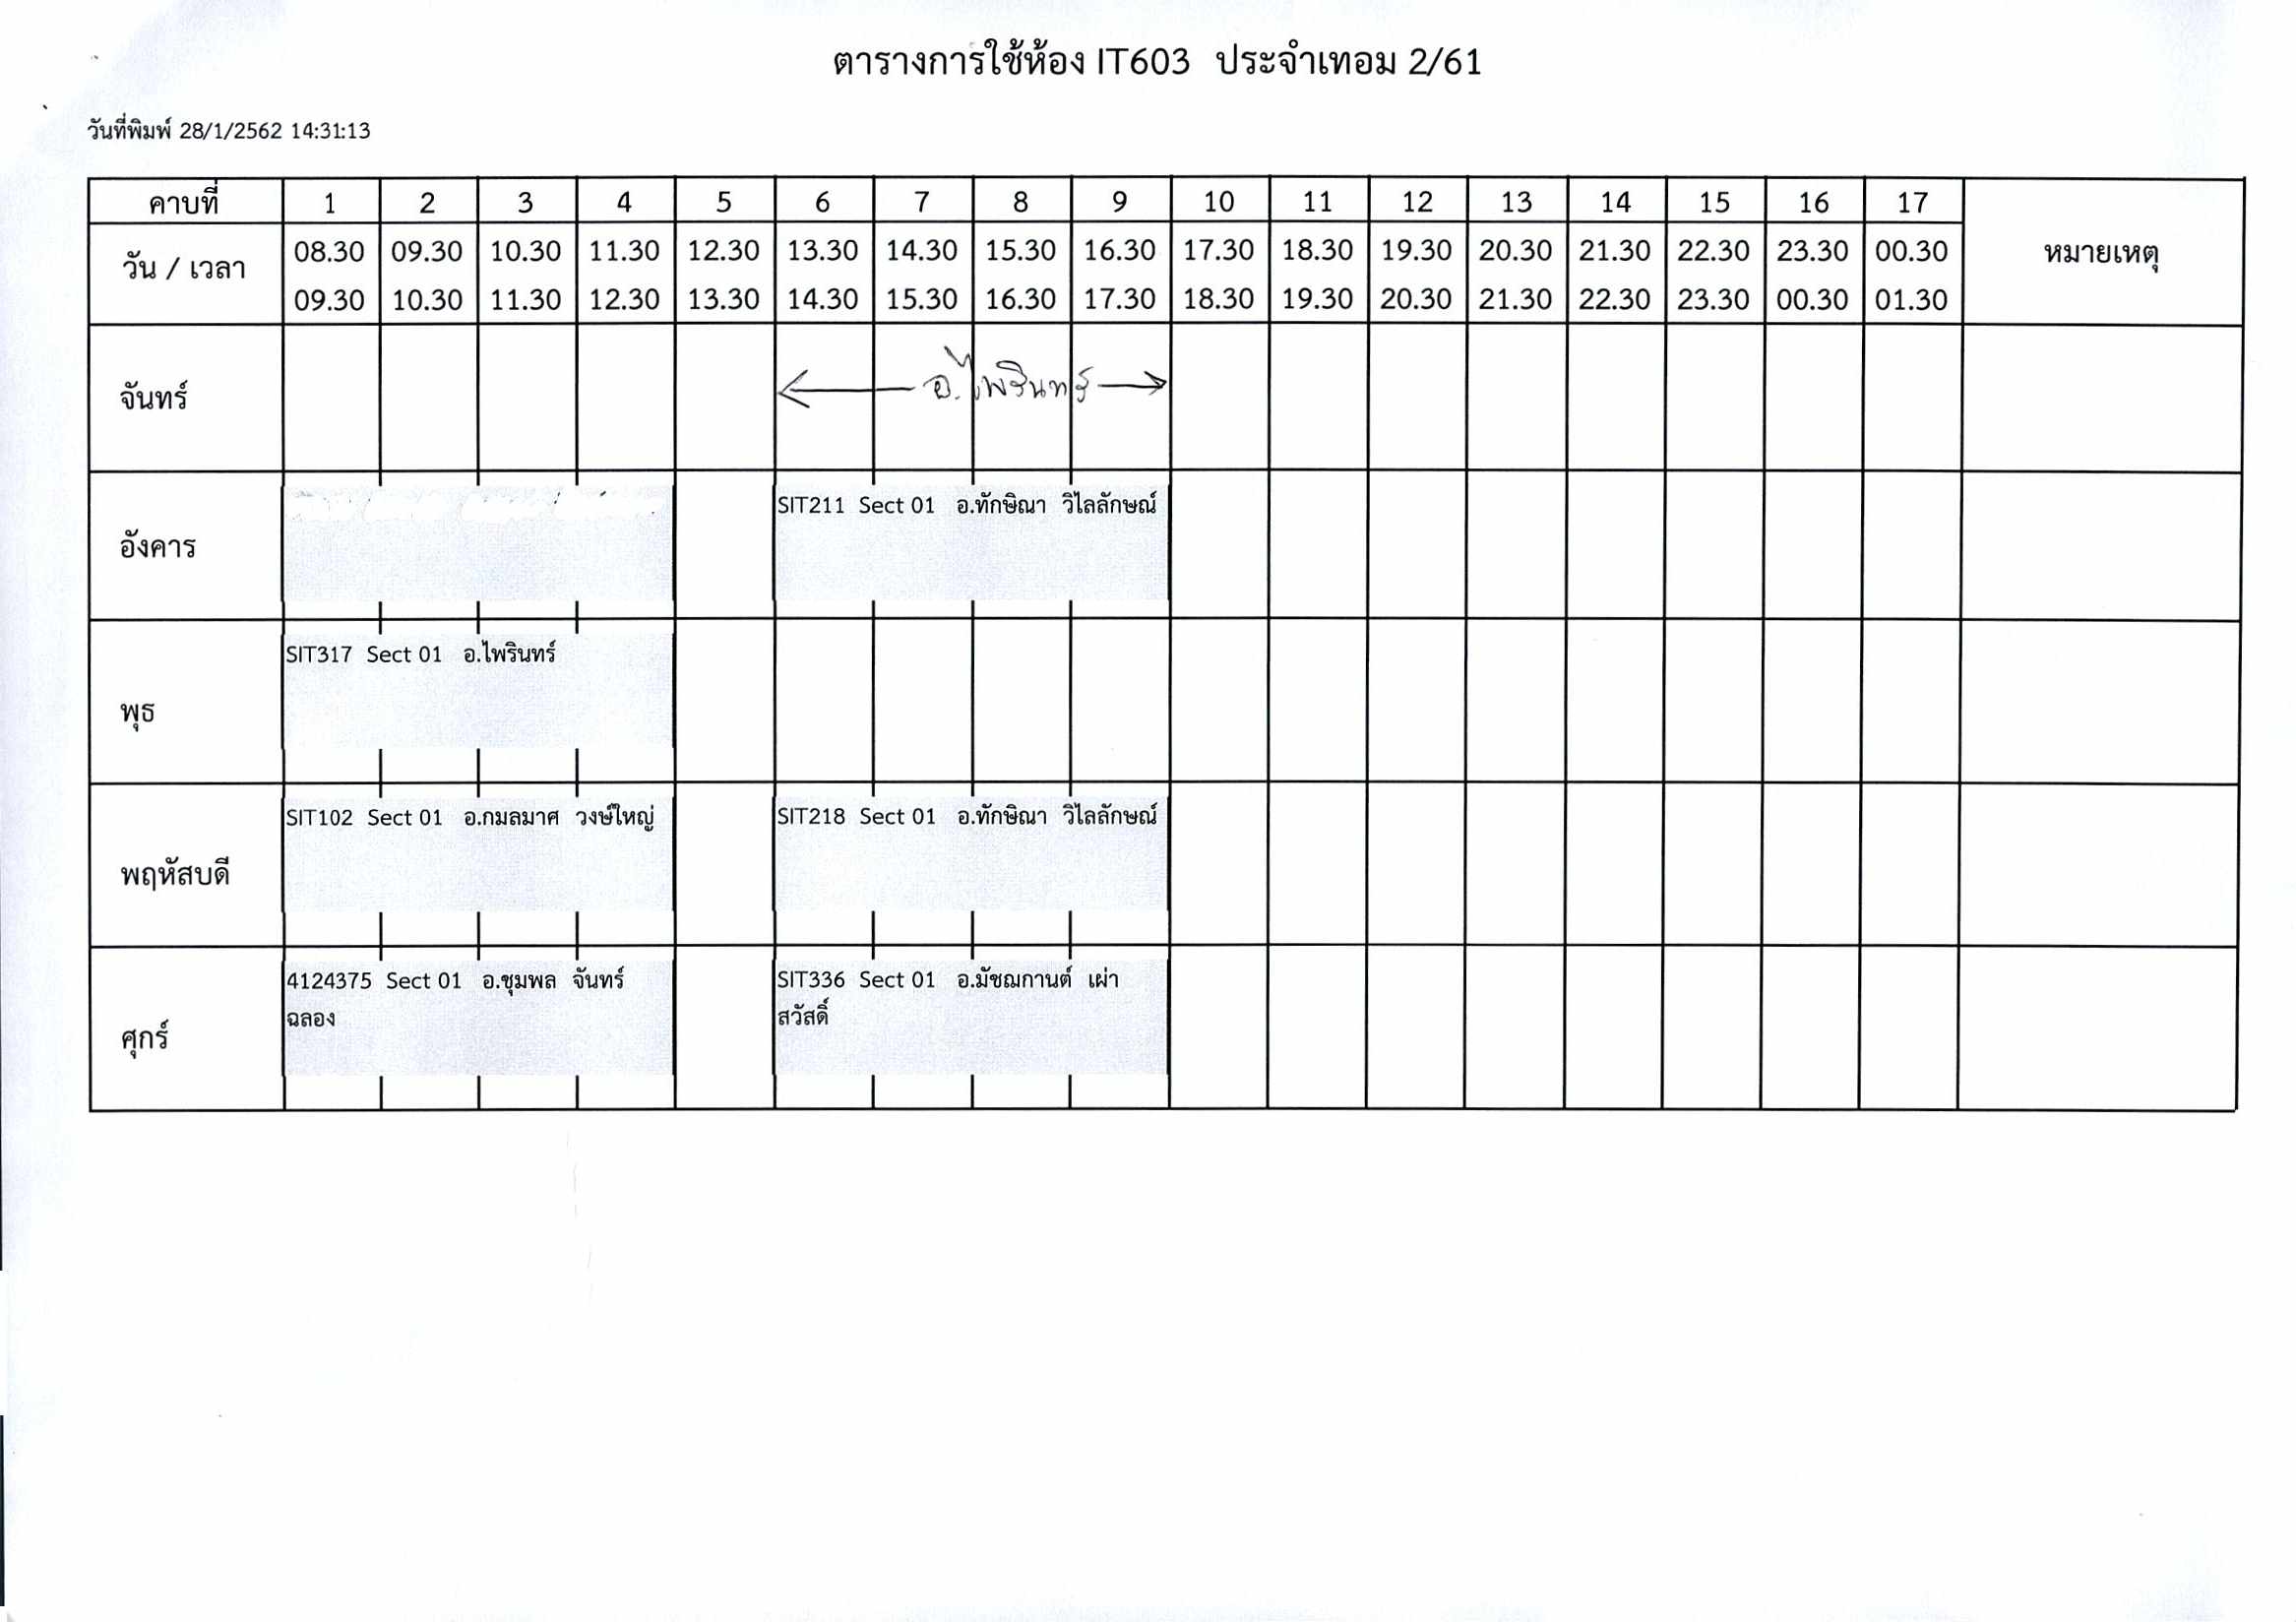 ตารางการใช้ห้อง IT603 ประจำเทอม 2/61
วันที่พิมพ์ 28/1/2562 14:31:13
คาบที่ 1 2 3 4 5 6 7 8 9 10 11 12 13 14 15 16 17 หมายเหตุ
วัน / เวลา
08.30 09.30 10.30 11.30 12.30 13.30 14.30 15.30 16.30 17.30 18.30 19.30 20.30 21.30 22.30 23.30 00.30
09.30 10.30 11.30 12.30 13.30 14.30 15.30 16.30 17.30 18.30 19.30 20.30 21.30 22.30 23.30 00.30 01.30
จันทร์ อ.ไพรินทร์
อังคาร SIT211 Sect 01 อ.ทักษิณา วิไลลักษณ์
พุธ SIT317 Sect 01 อ.ไพรินทร์
พฤหัสบดี SIT102 Sect 01 อ.กมลมาศ วงษ์ใหญ่ SIT218 Sect 01 อ.ทักษิณา วิไลลักษณ์
ศุกร์
4124375 Sect 01 อ.ชุมพล จันทร์
ฉลอง
SIT336 Sect 01 อ.มัชฌกานต์ เผ่า
สวัสดิ์